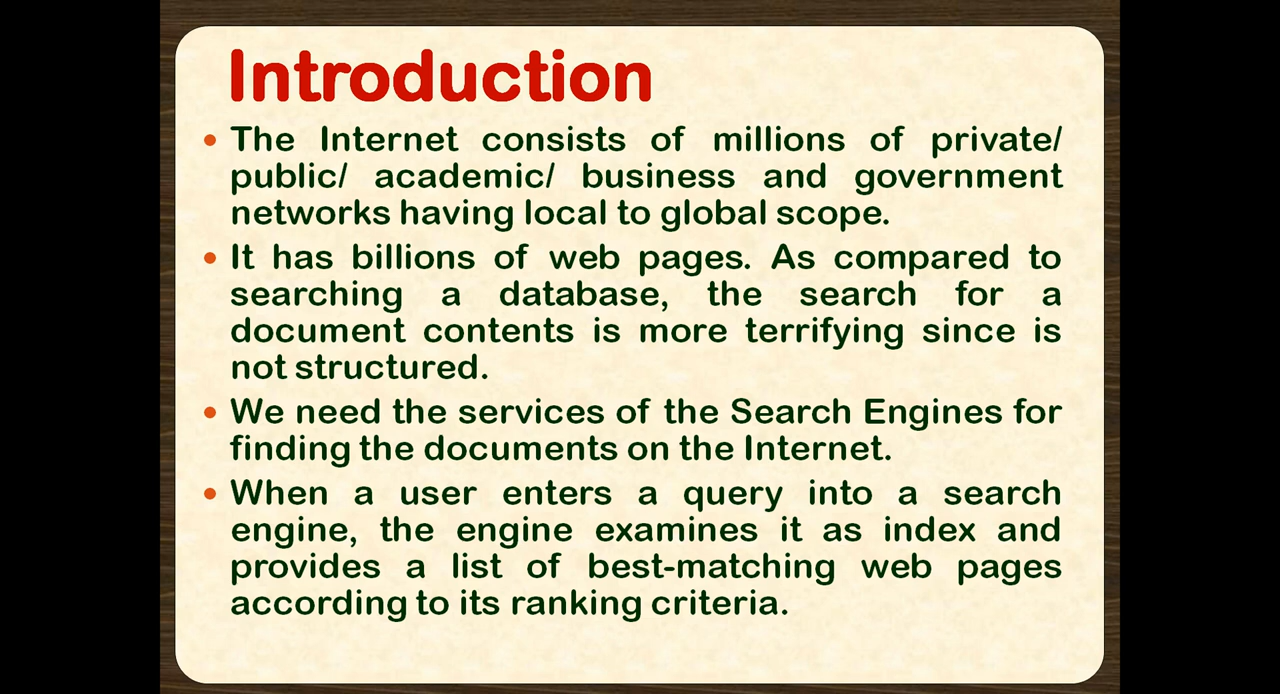 Introduction
• The Internet consists of millions of private/
public/ academic/ business and government
networks having local to global scope.
• It has billions of web pages. As compared to
searching a database, the search for a
document contents is more terrifying since is
not structured.
• We need the services of the Search Engines for
finding the documents on the Internet.
• When a user enters a query into a search
engine, the engine examines it as index and
provides a list of best-matching web pages
according to its ranking criteria.